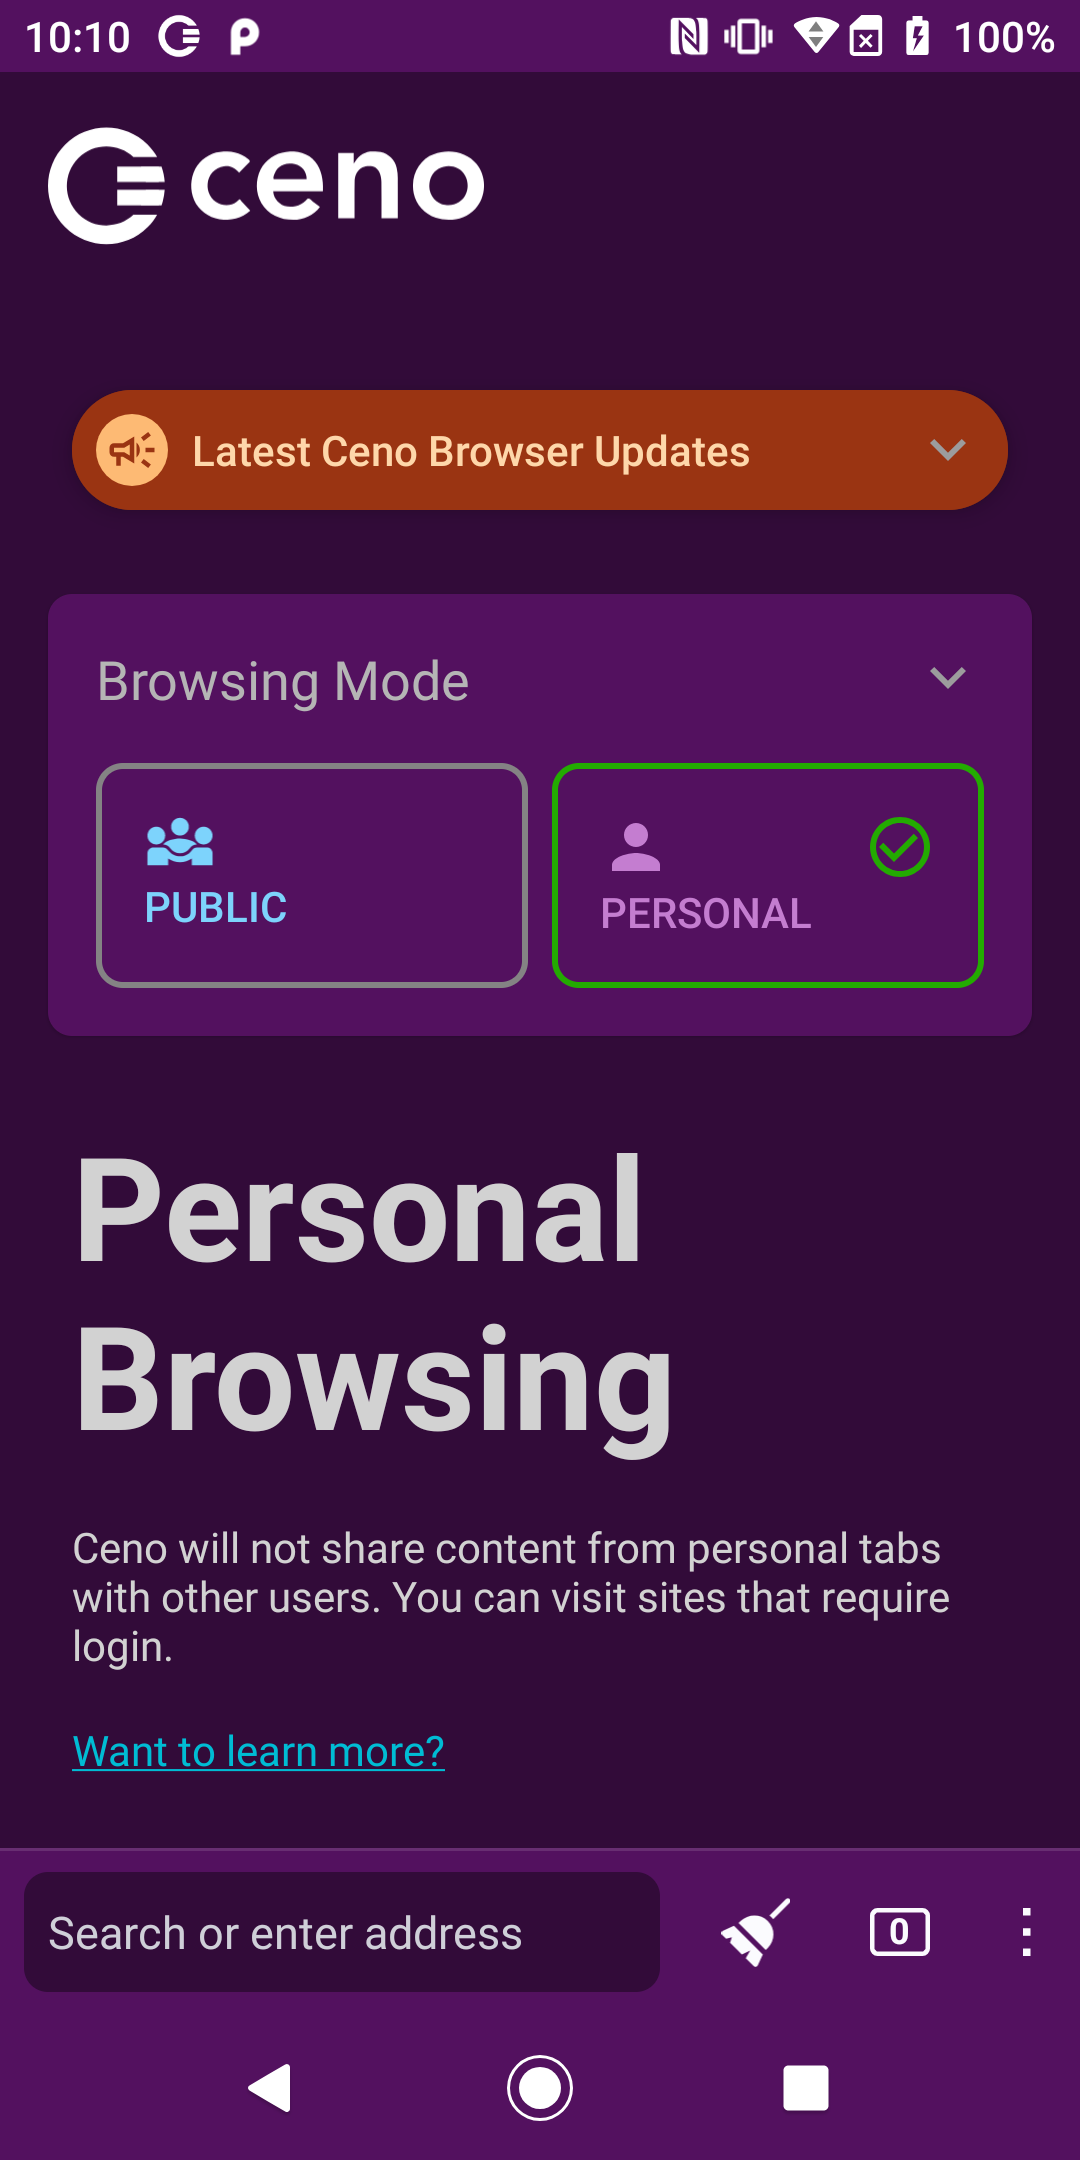 10:10 100%
ceno
Latest Ceno Browser Updates
Browsing Mode
PUBLIC
PERSONAL
Personal
Browsing
Ceno will not share content from personal tabs
with other users. You can visit sites that require
login.
Want to learn more?
Search or enter address
0